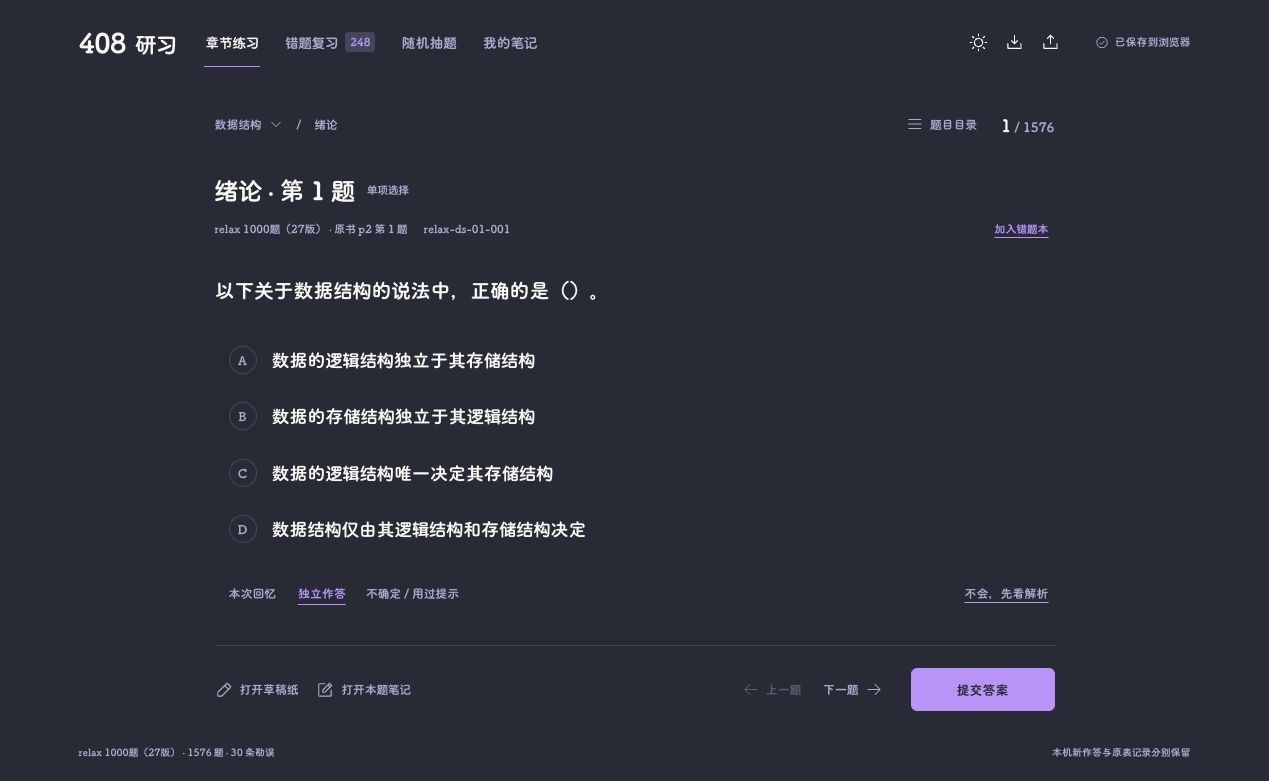 408 研习 章节练习 错题复习 248 随机抽题 我的笔记 已保存到浏览器
数据结构 / 绪论 题目目录 1 / 1576
绪论 · 第 1 题 单项选择
relax 1000题（27版） · 原书 p2 第 1 题 relax-ds-01-001 加入错题本
以下关于数据结构的说法中，正确的是（）。
A 数据的逻辑结构独立于其存储结构
B 数据的存储结构独立于其逻辑结构
C 数据的逻辑结构唯一决定其存储结构
D 数据结构仅由其逻辑结构和存储结构决定
本次回忆 独立作答 不确定 / 用过提示 不会，先看解析
打开草稿纸 打开本题笔记 上一题 下一题 提交答案
relax 1000题（27版） · 1576 题 · 30 条勘误 本机新作答与原表记录分别保留